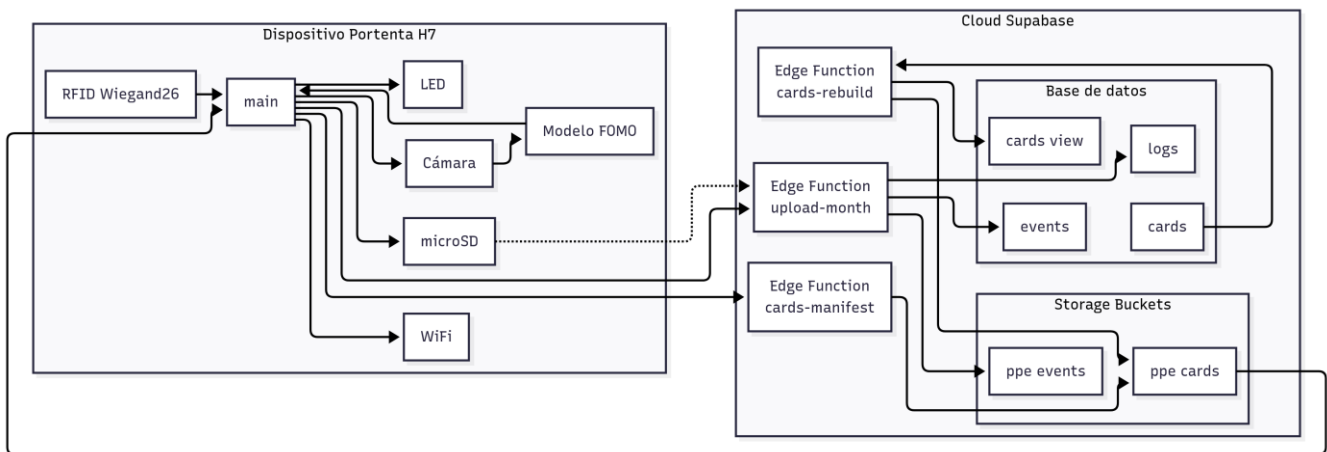 Dispositivo Portenta H7
RFID Wiegand26
main
LED
Modelo FOMO
Cámara
microSD
WiFi
Cloud Supabase
Edge Function
cards-rebuild
Edge Function
upload-month
Edge Function
cards-manifest
Base de datos
cards view
logs
events
cards
Storage Buckets
ppe events
ppe cards